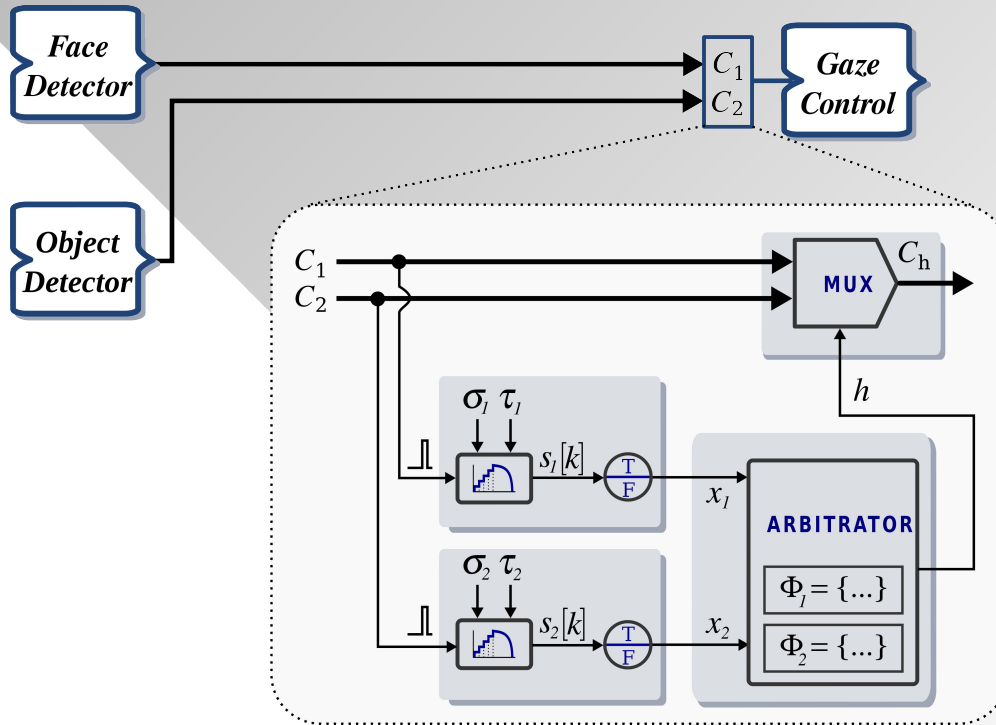 Face
Detector
C₁
C₂
Gaze
Control
Object
Detector
C₁
C₂
MUX
Cₕ
h
σ₁ τ₁
s₁[k]
T
F
x₁
ARBITRATOR
Φ₁= {...}
Φ₂= {...}
σ₂ τ₂
s₂[k]
T
F
x₂